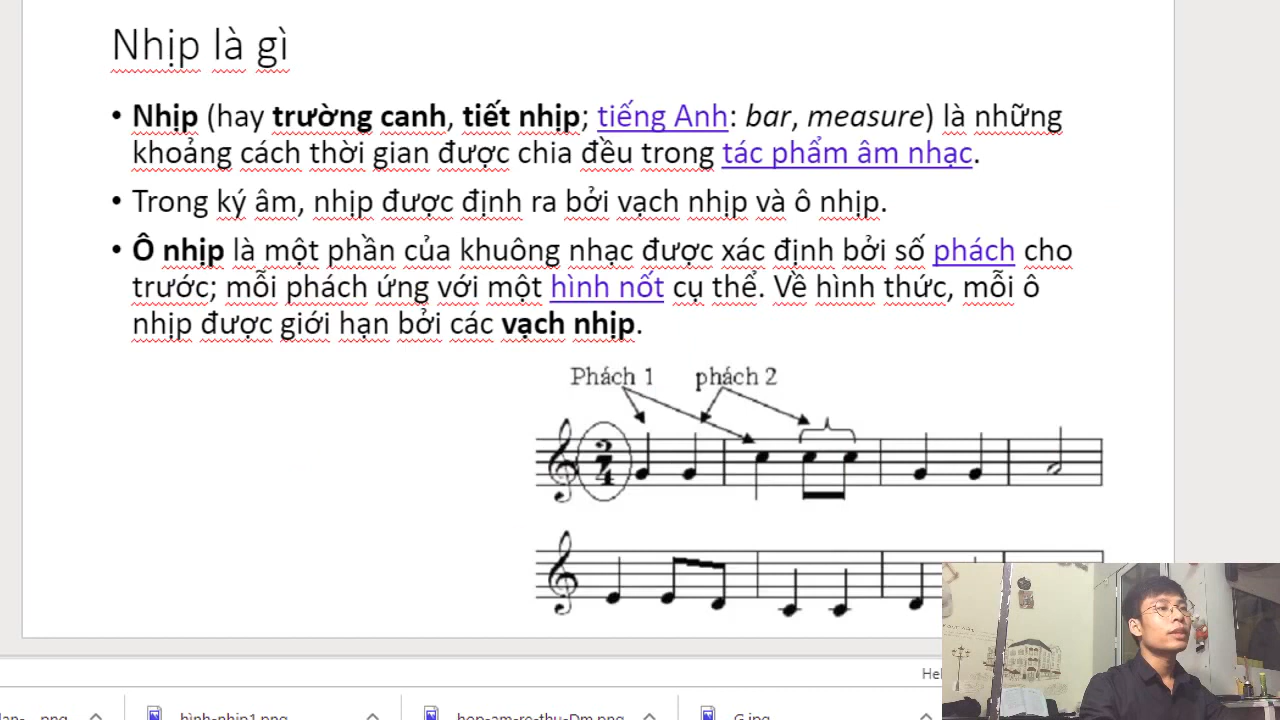 Nhịp là gì
• Nhịp (hay trường canh, tiết nhịp; tiếng Anh: bar, measure) là những
khoảng cách thời gian được chia đều trong tác phẩm âm nhạc.
• Trong ký âm, nhịp được định ra bởi vạch nhịp và ô nhịp.
• Ô nhịp là một phần của khuông nhạc được xác định bởi số phách cho
trước; mỗi phách ứng với một hình nốt cụ thể. Về hình thức, mỗi ô
nhịp được giới hạn bởi các vạch nhịp.
Phách 1 phách 2
2
4
hình-nhịp1.png hop-am-re-thu-Dm.png G.jpg